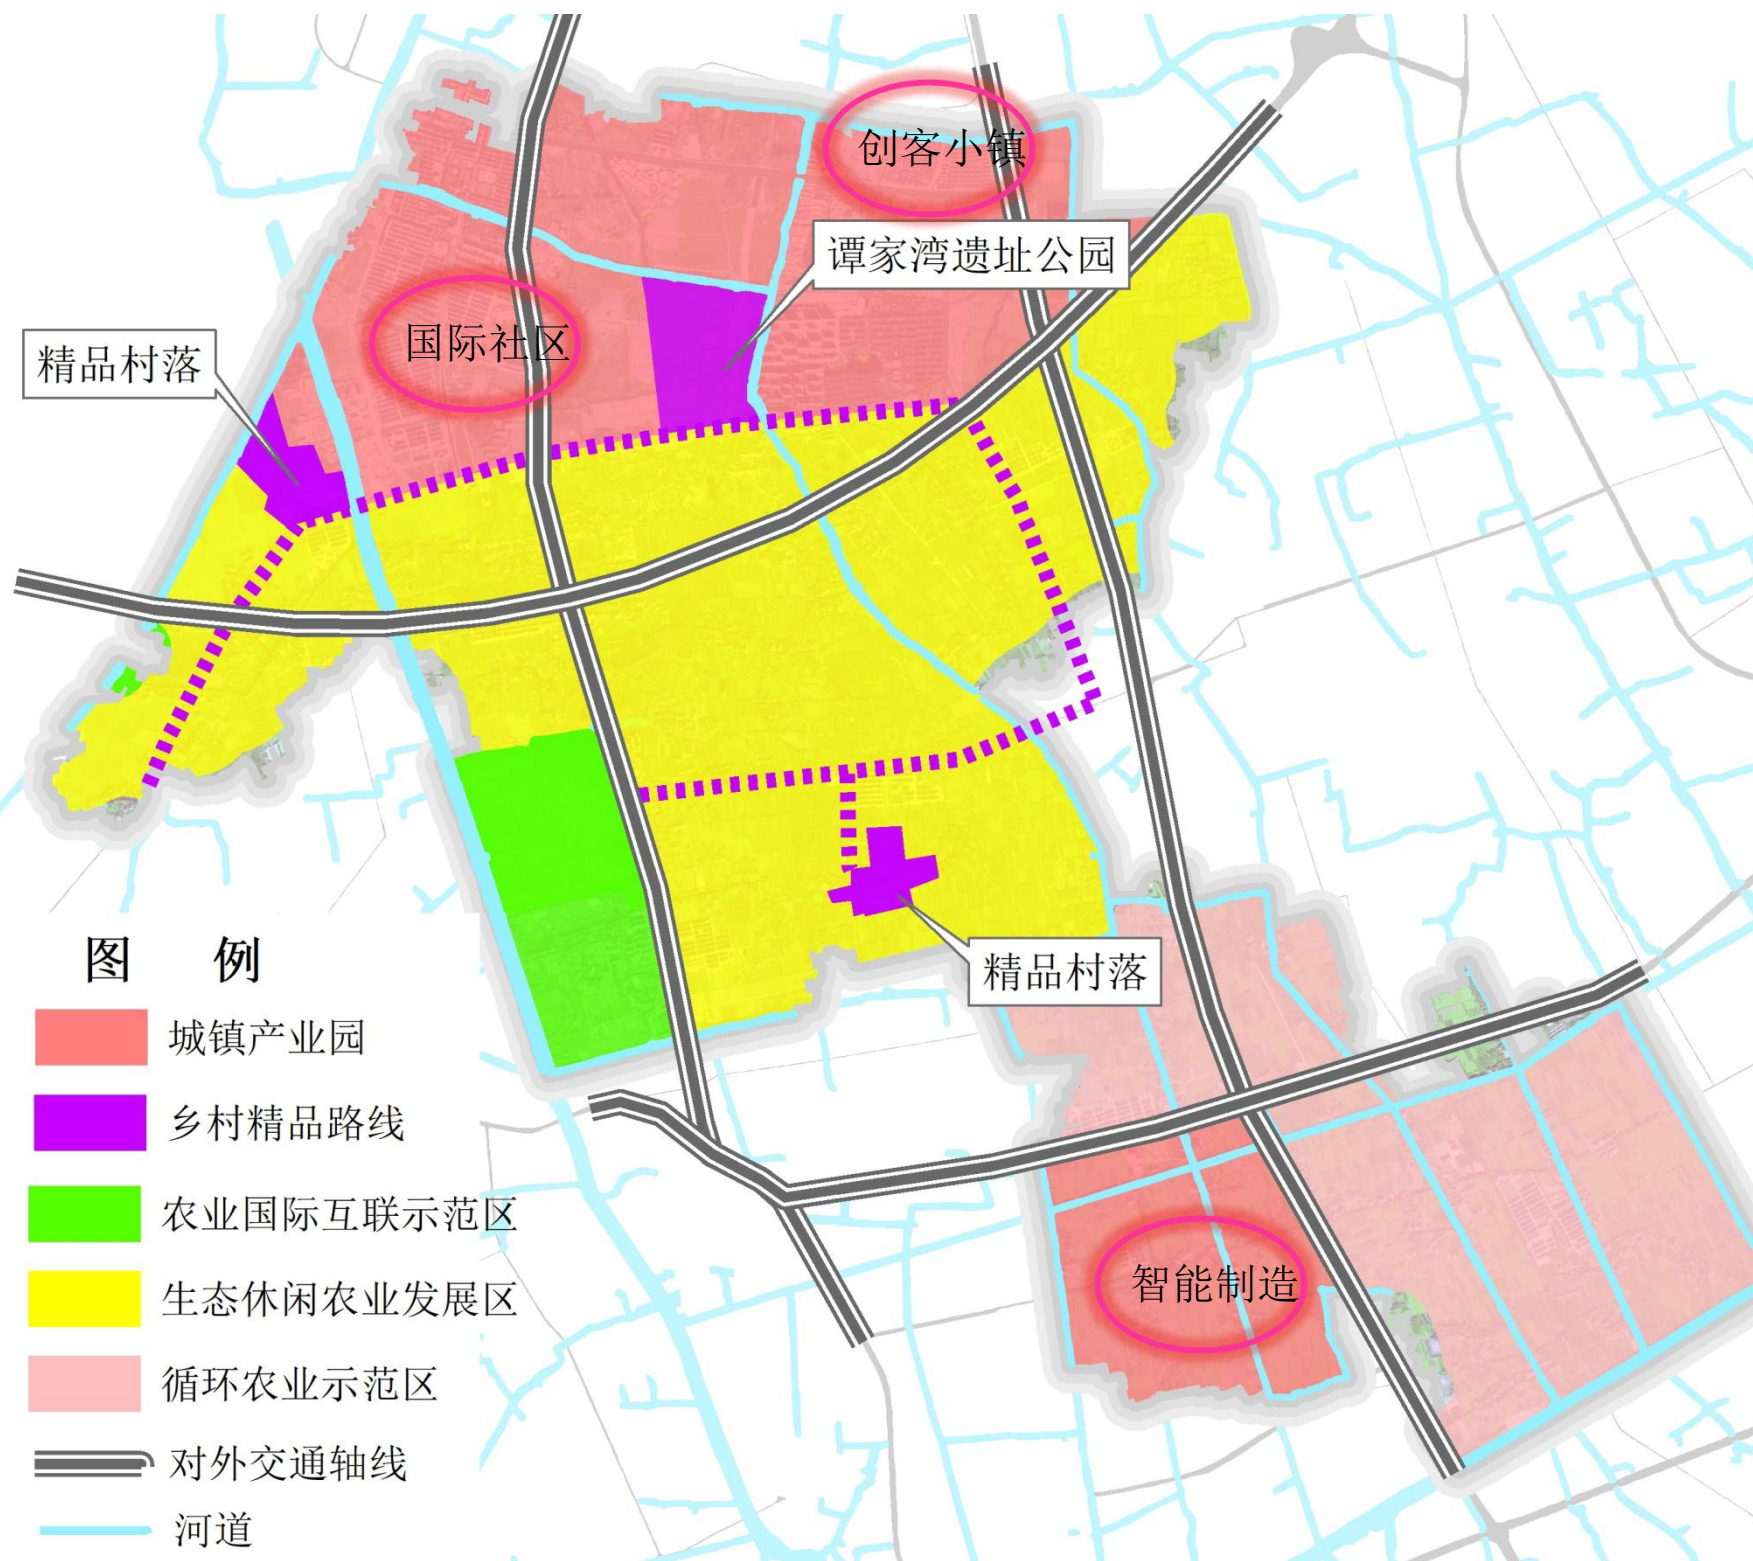 创客小镇
谭家湾遗址公园
国际社区
精品村落
精品村落
智能制造
图 例
城镇产业园
乡村精品路线
农业国际互联示范区
生态休闲农业发展区
循环农业示范区
对外交通轴线
河道